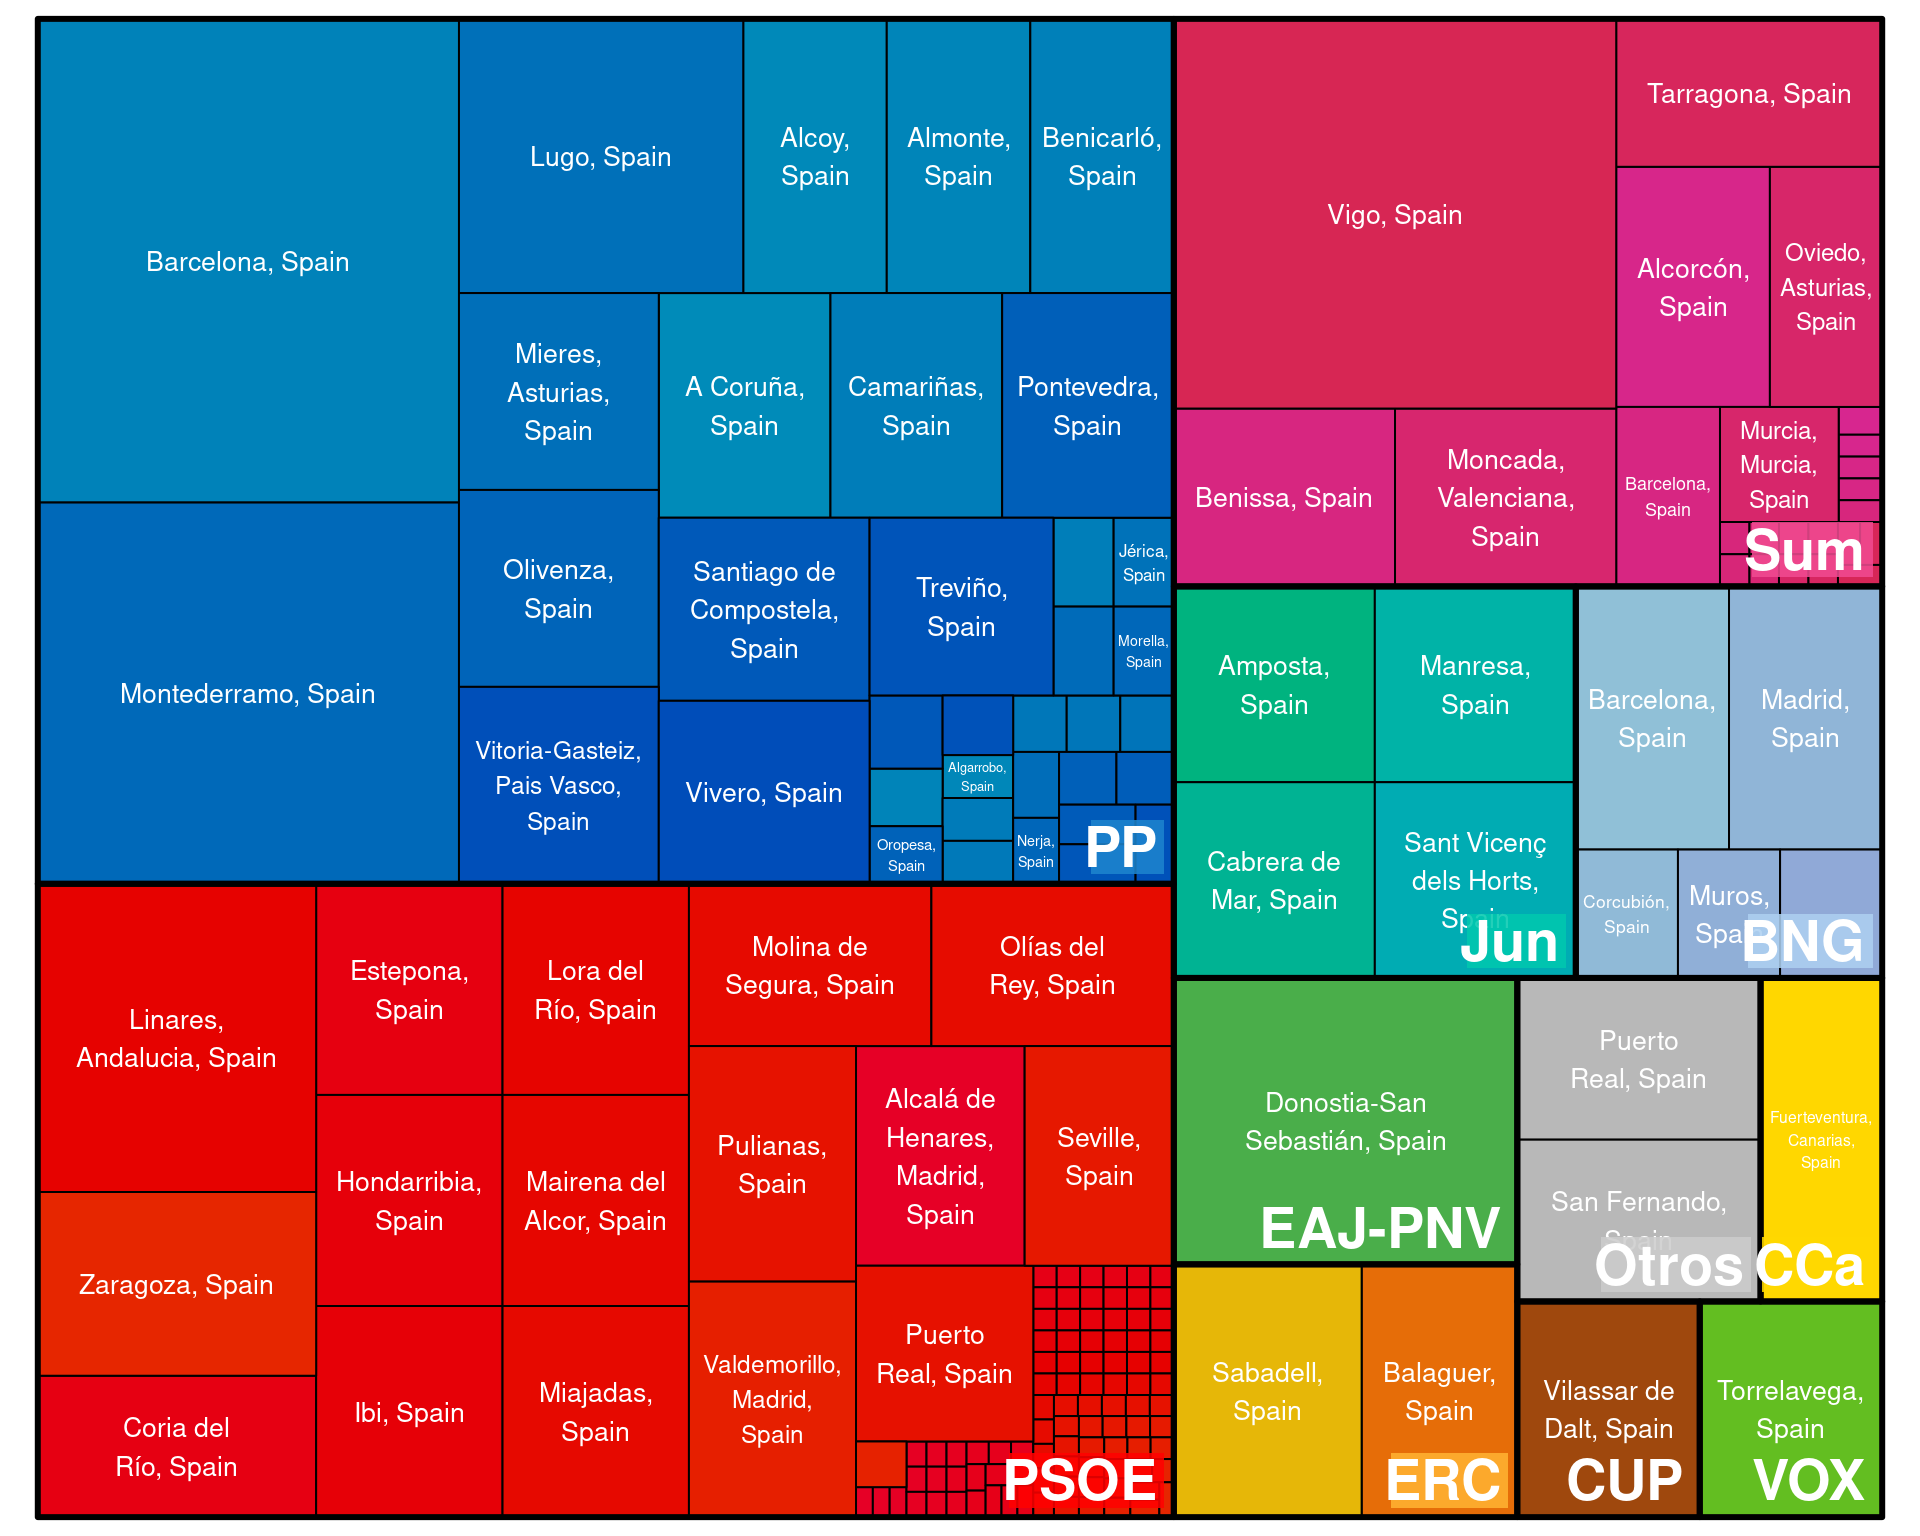 Barcelona, Spain
Montederramo, Spain
Lugo, Spain
Alcoy,
Spain
Almonte,
Spain
Benicarló,
Spain
Mieres,
Asturias,
Spain
A Coruña,
Spain
Camariñas,
Spain
Pontevedra,
Spain
Olivenza,
Spain
Santiago de
Compostela,
Spain
Treviño,
Spain
Jérica,
Spain
Morella,
Spain
Vitoria-Gasteiz,
Pais Vasco,
Spain
Vivero, Spain
Algarrobo,
Spain
Oropesa,
Spain
Nerja,
Spain
PP
Vigo, Spain
Tarragona, Spain
Alcorcón,
Spain
Oviedo,
Asturias,
Spain
Benissa, Spain
Moncada,
Valenciana,
Spain
Barcelona,
Spain
Murcia,
Murcia,
Spain
Sum
Amposta,
Spain
Manresa,
Spain
Cabrera de
Mar, Spain
Sant Vicenç
dels Horts,
Spain
Jun
Barcelona,
Spain
Madrid,
Spain
Corcubión,
Spain
Muros,
Spain
BNG
Linares,
Andalucia, Spain
Zaragoza, Spain
Coria del
Río, Spain
Estepona,
Spain
Lora del
Río, Spain
Hondarribia,
Spain
Mairena del
Alcor, Spain
Ibi, Spain
Miajadas,
Spain
Molina de
Segura, Spain
Olías del
Rey, Spain
Pulianas,
Spain
Alcalá de
Henares,
Madrid,
Spain
Seville,
Spain
Valdemorillo,
Madrid,
Spain
Puerto
Real, Spain
PSOE
Donostia-San
Sebastián, Spain
EAJ-PNV
Puerto
Real, Spain
San Fernando,
Spain
Otros
Fuerteventura,
Canarias,
Spain
CCa
Sabadell,
Spain
Balaguer,
Spain
ERC
Vilassar de
Dalt, Spain
CUP
Torrelavega,
Spain
VOX